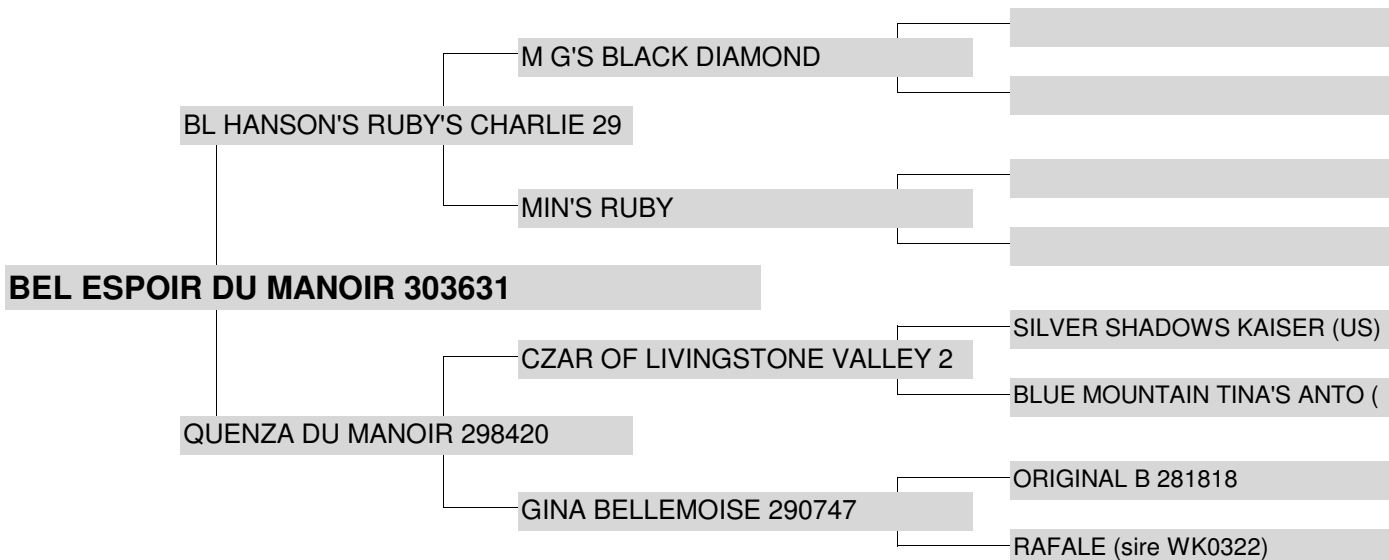 M G'S BLACK DIAMOND
BL HANSON'S RUBY'S CHARLIE 29
MIN'S RUBY
BEL ESPOIR DU MANOIR 303631
SILVER SHADOWS KAISER (US)
CZAR OF LIVINGSTONE VALLEY 2
BLUE MOUNTAIN TINA'S ANTO (
QUENZA DU MANOIR 298420
ORIGINAL B 281818
GINA BELLEMOISE 290747
RAFALE (sire WK0322)